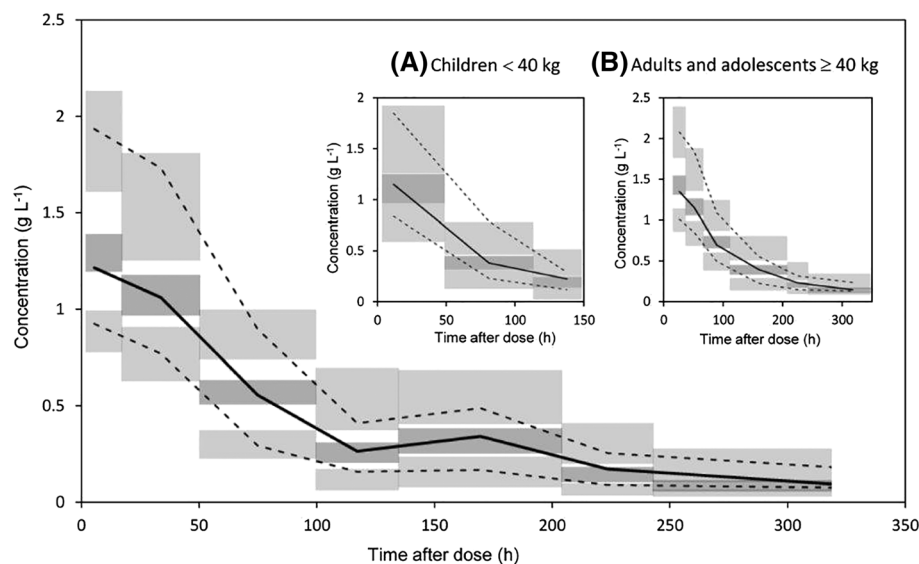 2.5
2
1.5
1
0.5
0
Concentration (g L-1)
0 50 100 150 200 250 300 350
Time after dose (h)
(A) Children < 40 kg
2
1.5
1
0.5
0
Concentration (g L-1)
0 50 100 150
Time after dose (h)
(B) Adults and adolescents ≥ 40 kg
2.5
2
1.5
1
0.5
0
Concentration (g L-1)
0 100 200 300
Time after dose (h)